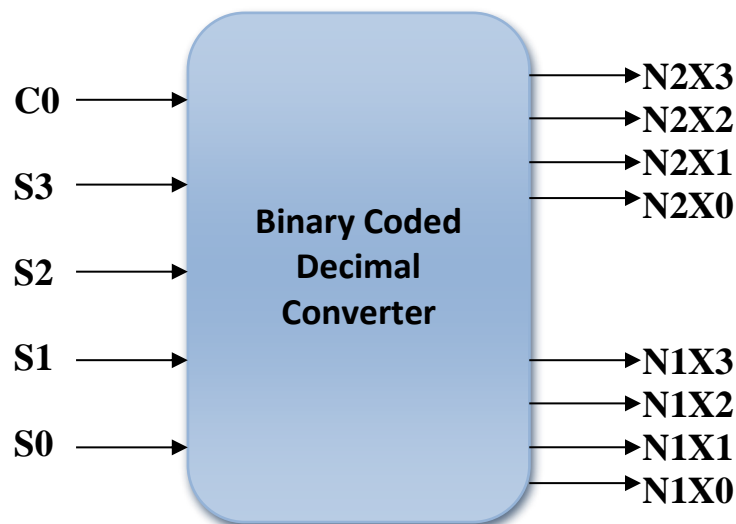 C0
S3
S2
S1
S0
Binary Coded
Decimal
Converter
N2X3
N2X2
N2X1
N2X0
N1X3
N1X2
N1X1
N1X0